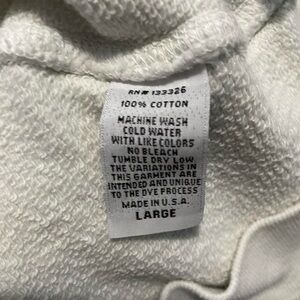 RN# 133326
100% COTTON
MACHINE WASH
COLD WATER
WITH LIKE COLORS
NO BLEACH
TUMBLE DRY LOW
THE VARIATIONS IN
THIS GARMENT ARE
INTENDED AND UNIQUE
TO THE DYE PROCESS
MADE IN U.S.A.
LARGE